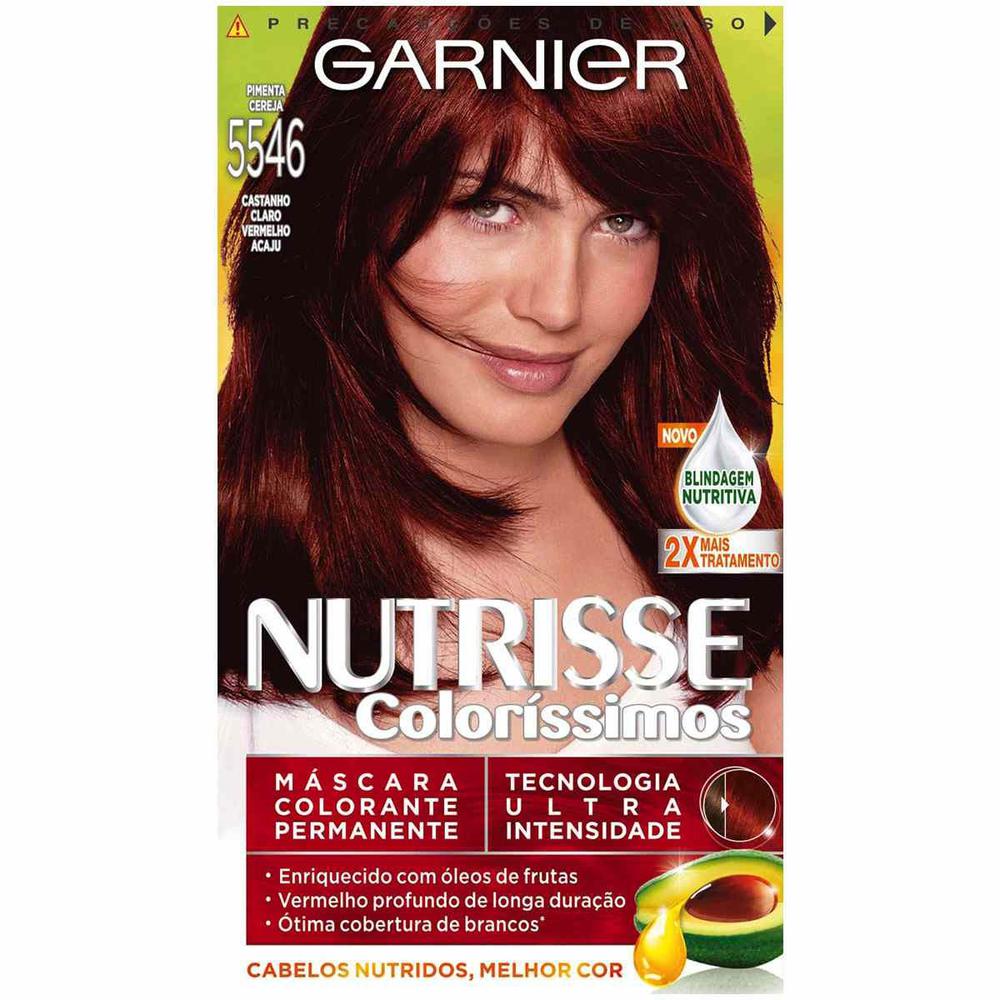 PRECAUÇÕES DE USO
GARNIER
PIMENTA
CEREJA
5546
CASTANHO
CLARO
VERMELHO
ACAJU
NOVO
BLINDAGEM
NUTRITIVA
2X MAIS
TRATAMENTO
NUTRISSE
Coloríssimos
MÁSCARA
COLORANTE
PERMANENTE
TECNOLOGIA
ULTRA
INTENSIDADE
• Enriquecido com óleos de frutas
• Vermelho profundo de longa duração
• Ótima cobertura de brancos*
CABELOS NUTRIDOS, MELHOR COR